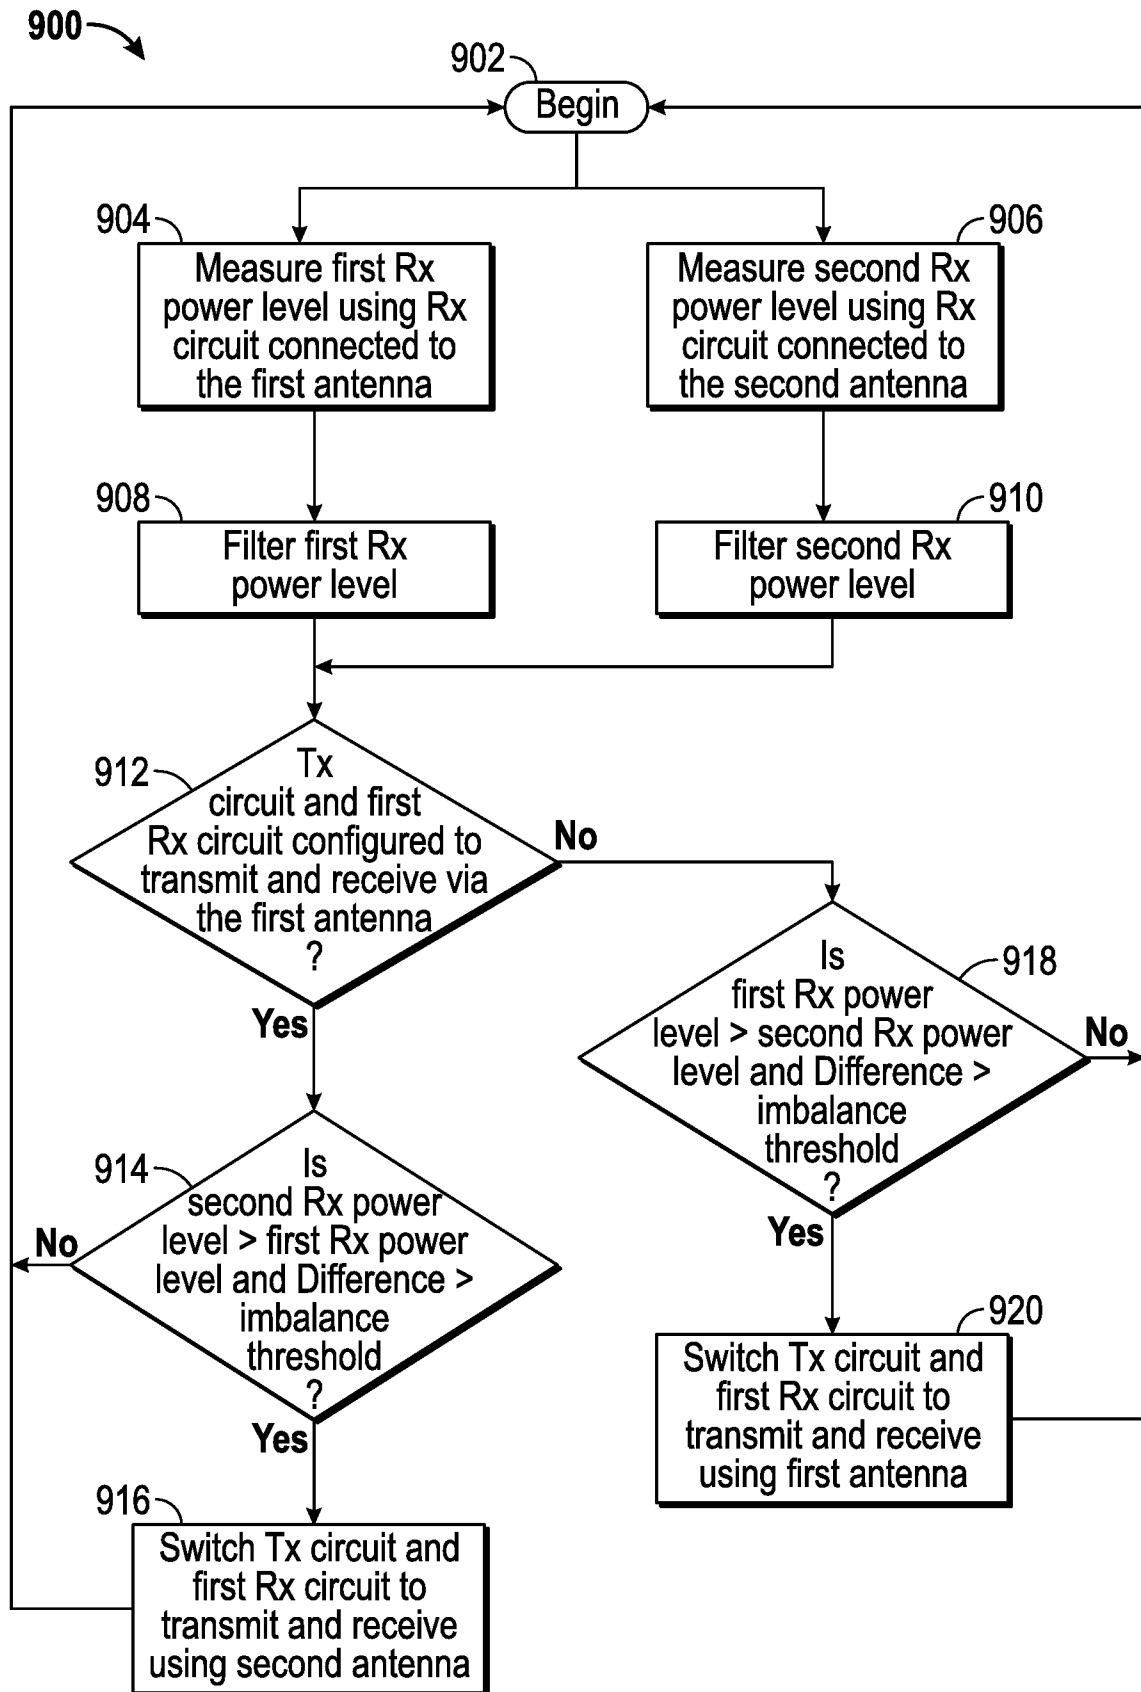 900
902
Begin
904
Measure first Rx
power level using Rx
circuit connected to
the first antenna
906
Measure second Rx
power level using Rx
circuit connected to
the second antenna
908
Filter first Rx
power level
910
Filter second Rx
power level
912
Tx
circuit and first
Rx circuit configured to
transmit and receive via
the first antenna
?
No
Yes
918
Is
first Rx power
level > second Rx power
level and Difference >
imbalance
threshold
?
No
Yes
914
Is
second Rx power
level > first Rx power
level and Difference >
imbalance
threshold
?
No
Yes
920
Switch Tx circuit and
first Rx circuit to
transmit and receive
using first antenna
916
Switch Tx circuit and
first Rx circuit to
transmit and receive
using second antenna